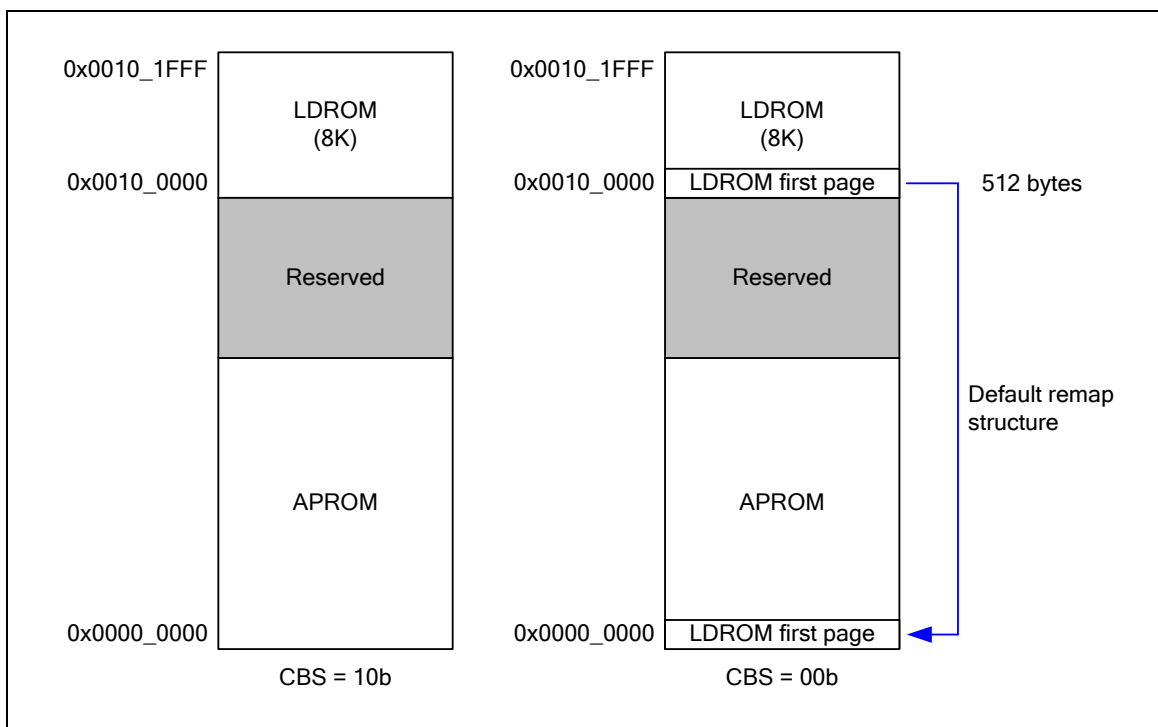 0x0010_1FFF
LDROM
(8K)
0x0010_0000
Reserved
APROM
0x0000_0000
CBS = 10b
0x0010_1FFF
LDROM
(8K)
0x0010_0000
LDROM first page
512 bytes
Reserved
Default remap
structure
APROM
0x0000_0000
LDROM first page
CBS = 00b